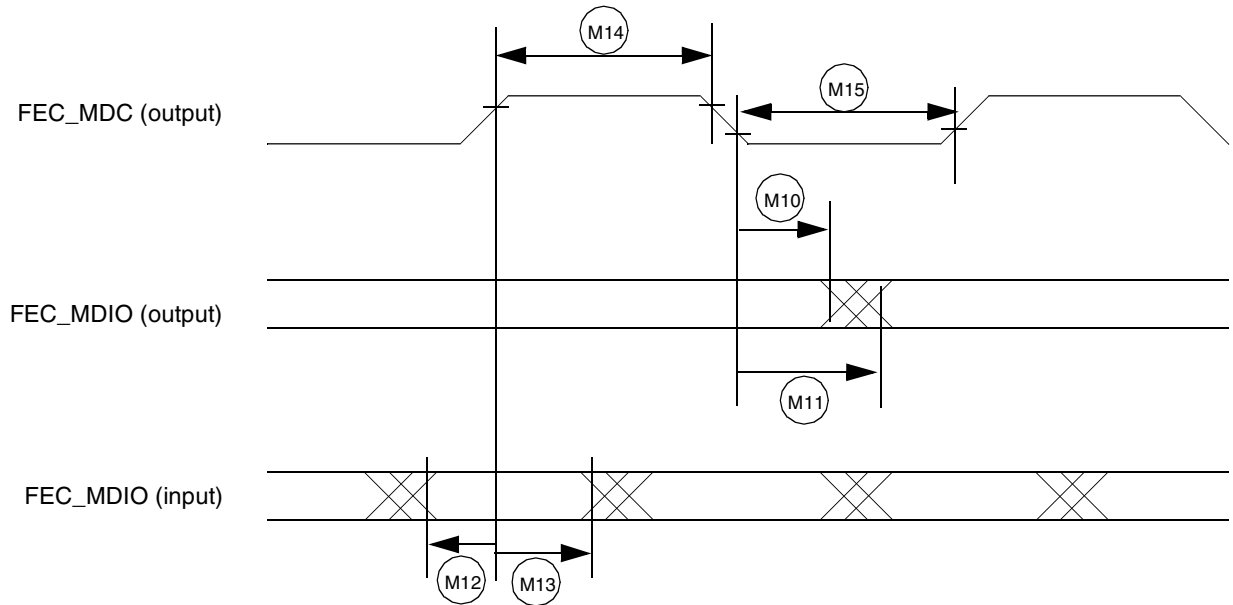 M14
M15
FEC_MDC (output)
M10
FEC_MDIO (output)
M11
FEC_MDIO (input)
M12
M13